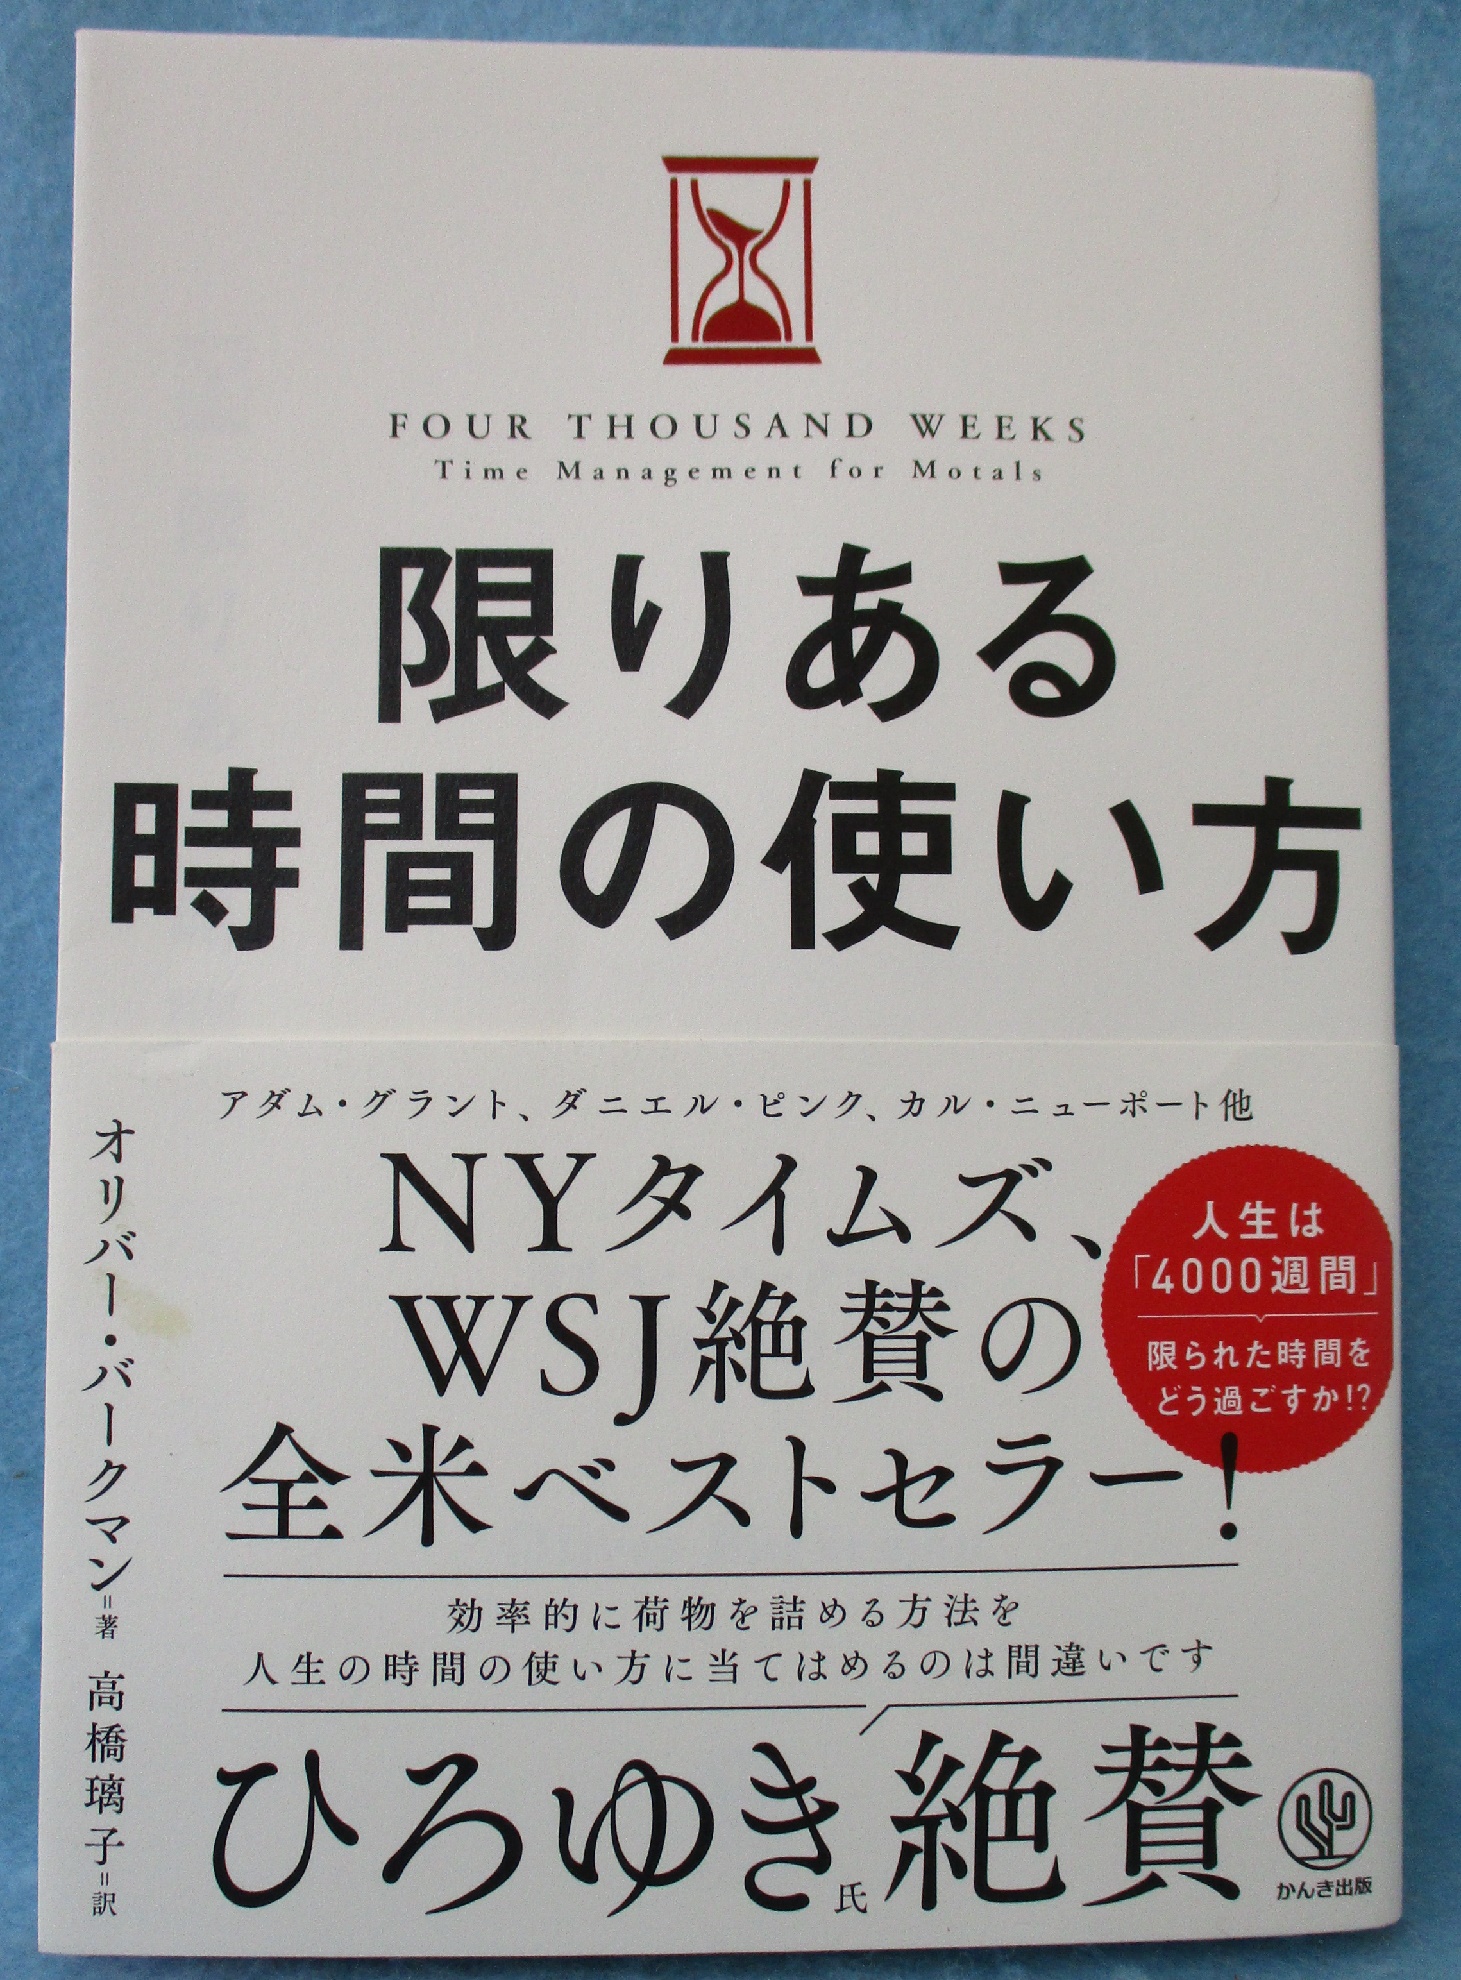 FOUR THOUSAND WEEKS
Time Management for Motals
限りある
時間の使い方
アダム・グラント、ダニエル・ピンク、カル・ニューポート他
NYタイムズ、
WSJ絶賛の
全米ベストセラー!
人生は
「4000週間」
限られた時間を
どう過ごすか!?
効率的に荷物を詰める方法を
人生の時間の使い方に当てはめるのは間違いです
ひろゆき氏絶賛
オリバー・バークマン=著 高橋璃子=訳
かんき出版